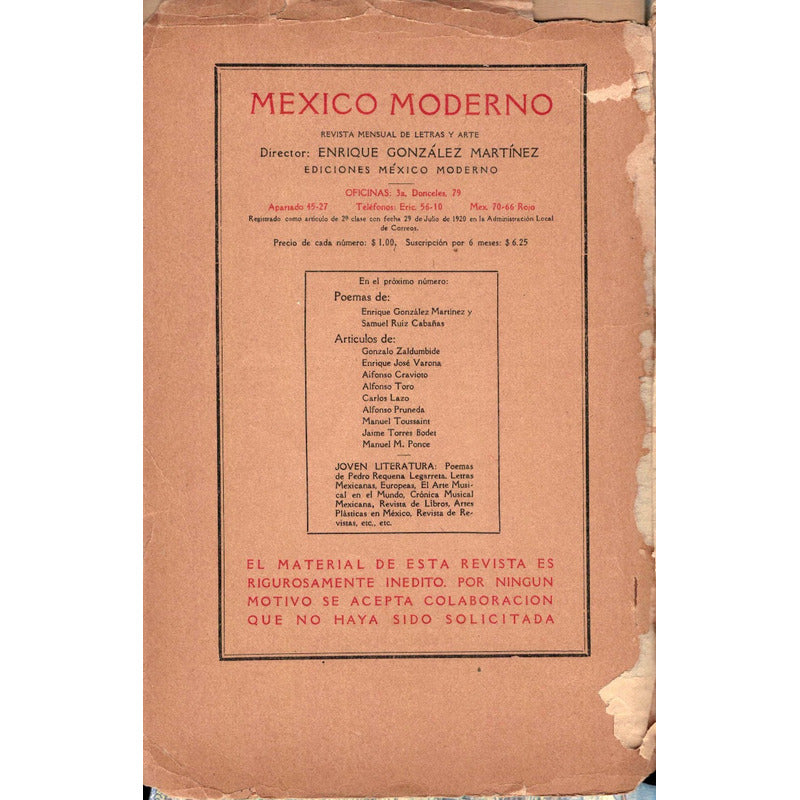 MEXICO MODERNO
REVISTA MENSUAL DE LETRAS Y ARTE
Director: ENRIQUE GONZÁLEZ MARTÍNEZ
EDICIONES MÉXICO MODERNO
OFICINAS: 3a, Donceles, 79
Apartado 45-27 Teléfonos: Eric. 56-10 Mex. 70-66 Rojo
Registrado como artículo de 2ª clase con fecha 29 de Julio de 1920 en la Administración Local
de Correos.
Precio de cada número: $ 1.00, Suscripción por 6 meses: $ 6.25
En el próximo número:
Poemas de:
Enrique González Martínez y
Samuel Ruiz Cabañas
Artículos de:
Gonzalo Zaldumbide
Enrique José Varona
Alfonso Cravioto
Alfonso Toro
Carlos Lazo
Alfonso Pruneda
Manuel Toussaint
Jaime Torres Bodet
Manuel M. Ponce
JOVEN LITERATURA: Poemas
de Pedro Requena Legarreta, Letras
Mexicanas, Europeas, El Arte Musi-
cal en el Mundo, Crónica Musical
Mexicana, Revista de Libros, Artes
Plásticas en México, Revista de Re-
vistas, etc., etc.
EL MATERIAL DE ESTA REVISTA ES
RIGUROSAMENTE INEDITO. POR NINGUN
MOTIVO SE ACEPTA COLABORACION
QUE NO HAYA SIDO SOLICITADA